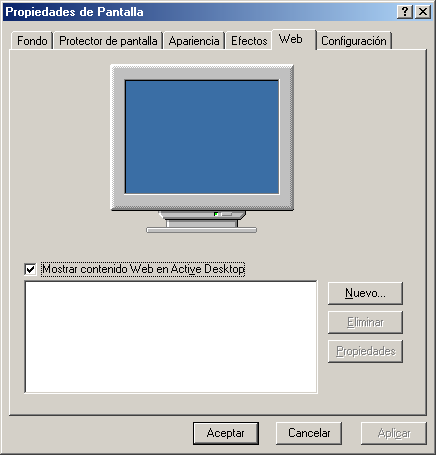 Propiedades de Pantalla
Fondo Protector de pantalla Apariencia Efectos Web Configuración
Mostrar contenido Web en Active Desktop
Nuevo...
Eliminar
Propiedades
Aceptar Cancelar Aplicar